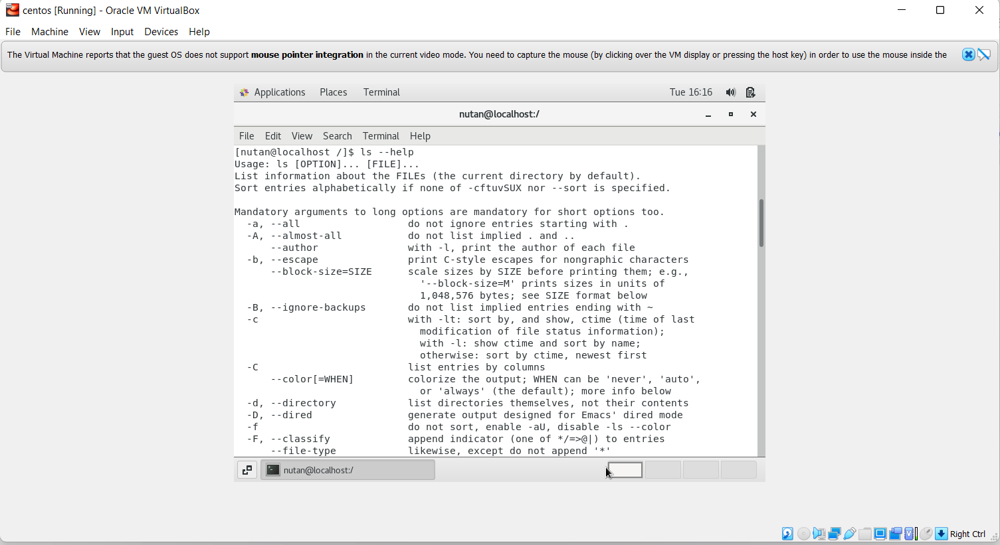 centos [Running] - Oracle VM VirtualBox
File Machine View Input Devices Help
The Virtual Machine reports that the guest OS does not support mouse pointer integration in the current video mode. You need to capture the mouse (by clicking over the VM display or pressing the host key) in order to use the mouse inside the
Applications Places Terminal Tue 16:16
nutan@localhost:/
File Edit View Search Terminal Help
[nutan@localhost /]$ ls --help
Usage: ls [OPTION]... [FILE]...
List information about the FILEs (the current directory by default).
Sort entries alphabetically if none of -cftuvSUX nor --sort is specified.

Mandatory arguments to long options are mandatory for short options too.
  -a, --all                  do not ignore entries starting with .
  -A, --almost-all           do not list implied . and ..
      --author               with -l, print the author of each file
  -b, --escape               print C-style escapes for nongraphic characters
      --block-size=SIZE      scale sizes by SIZE before printing them; e.g.,
                               '--block-size=M' prints sizes in units of
                               1,048,576 bytes; see SIZE format below
  -B, --ignore-backups       do not list implied entries ending with ~
  -c                         with -lt: sort by, and show, ctime (time of last
                               modification of file status information);
                               with -l: show ctime and sort by name;
                               otherwise: sort by ctime, newest first
  -C                         list entries by columns
      --color[=WHEN]         colorize the output; WHEN can be 'never', 'auto',
                               or 'always' (the default); more info below
  -d, --directory            list directories themselves, not their contents
  -D, --dired                generate output designed for Emacs' dired mode
  -f                         do not sort, enable -aU, disable -ls --color
  -F, --classify             append indicator (one of */=>@|) to entries
      --file-type            likewise, except do not append '*'
nutan@localhost:/
Right Ctrl